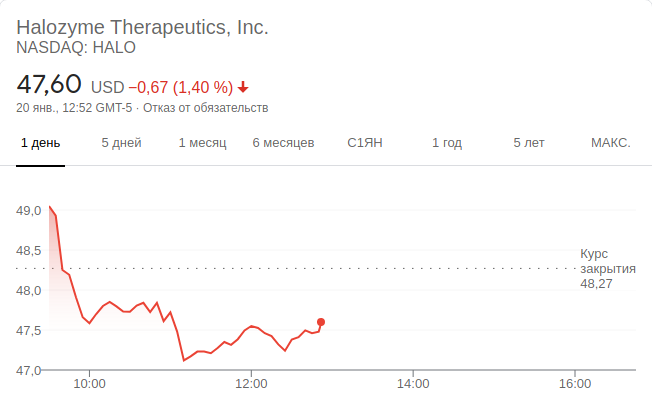 Halozyme Therapeutics, Inc.
NASDAQ: HALO
47,60 USD −0,67 (1,40 %)
20 янв., 12:52 GMT-5 · Отказ от обязательств
1 день 5 дней 1 месяц 6 месяцев С1ЯН 1 год 5 лет МАКС.
49,0
48,5
Курс
закрытия
48,27
48,0
47,5
47,0
10:00 12:00 14:00 16:00